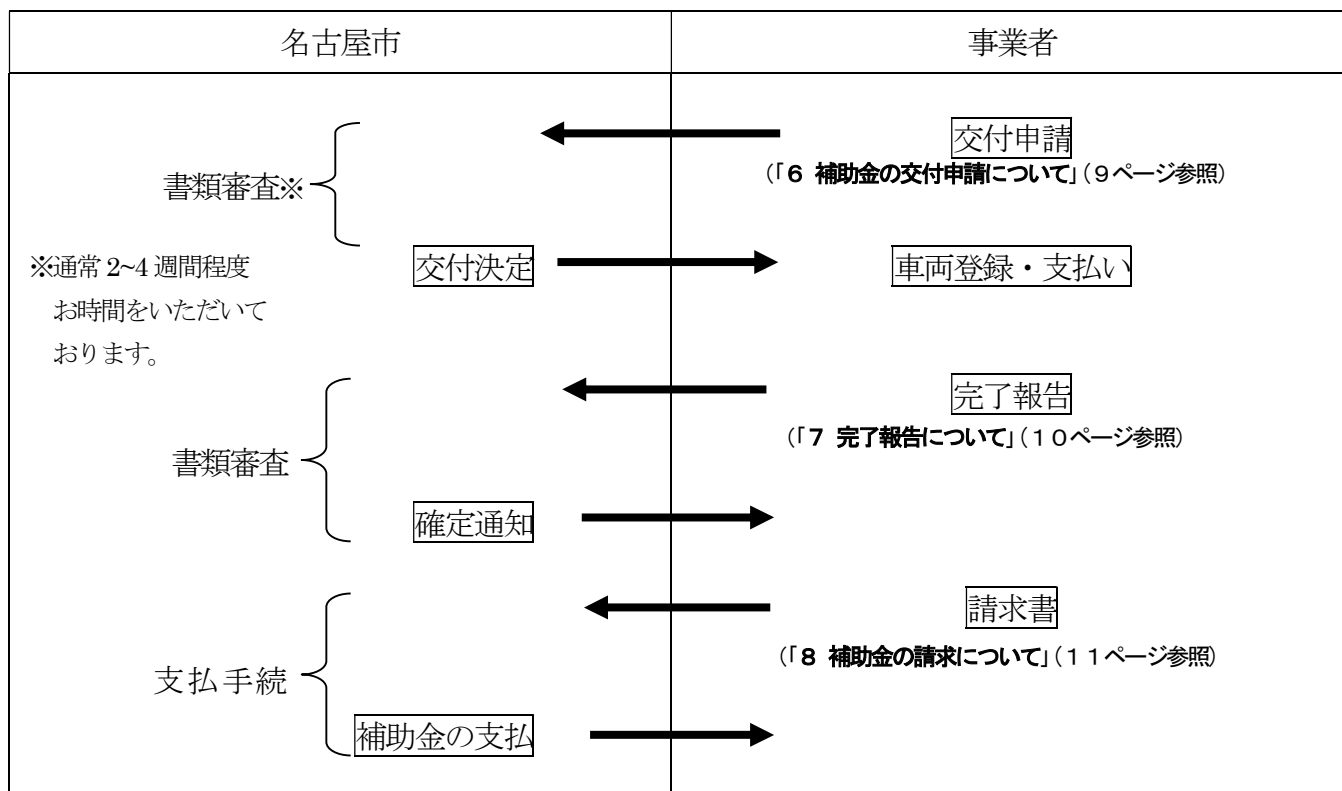 名古屋市
事業者
交付申請
(「６ 補助金の交付申請について」(９ページ参照)
書類審査※
交付決定
車両登録・支払い
※通常 2~4 週間程度
お時間をいただいて
おります。
完了報告
(「７ 完了報告について」(１０ページ参照)
書類審査
確定通知
請求書
(「８ 補助金の請求について」(１１ページ参照)
支払手続
補助金の支払